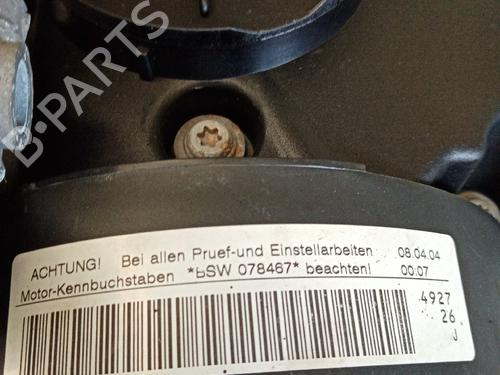 B-PARTS
ACHTUNG! Bei allen Pruef-und Einstellarbeiten 08.04.04
Motor-Kennbuchstaben *BSW 078467* beachten! 00:07
4927
26
J